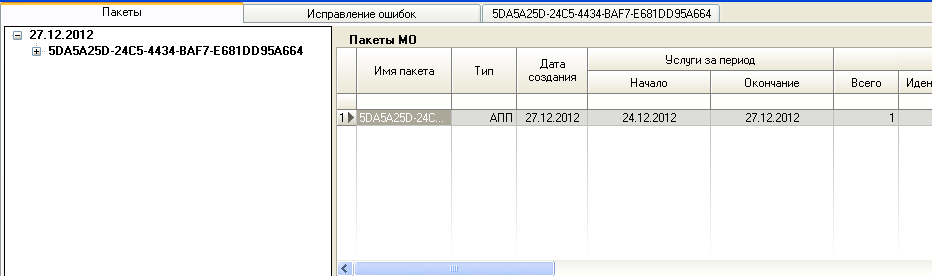 Пакеты
Исправление ошибок
5DA5A25D-24C5-4434-BAF7-E681DD95A664
27.12.2012
5DA5A25D-24C5-4434-BAF7-E681DD95A664
Пакеты МО
Имя пакета
Тип
Дата
создания
Услуги за период
Начало
Окончание
Всего
Иден
1
5DA5A25D-24C...
АПП
27.12.2012
24.12.2012
27.12.2012
1